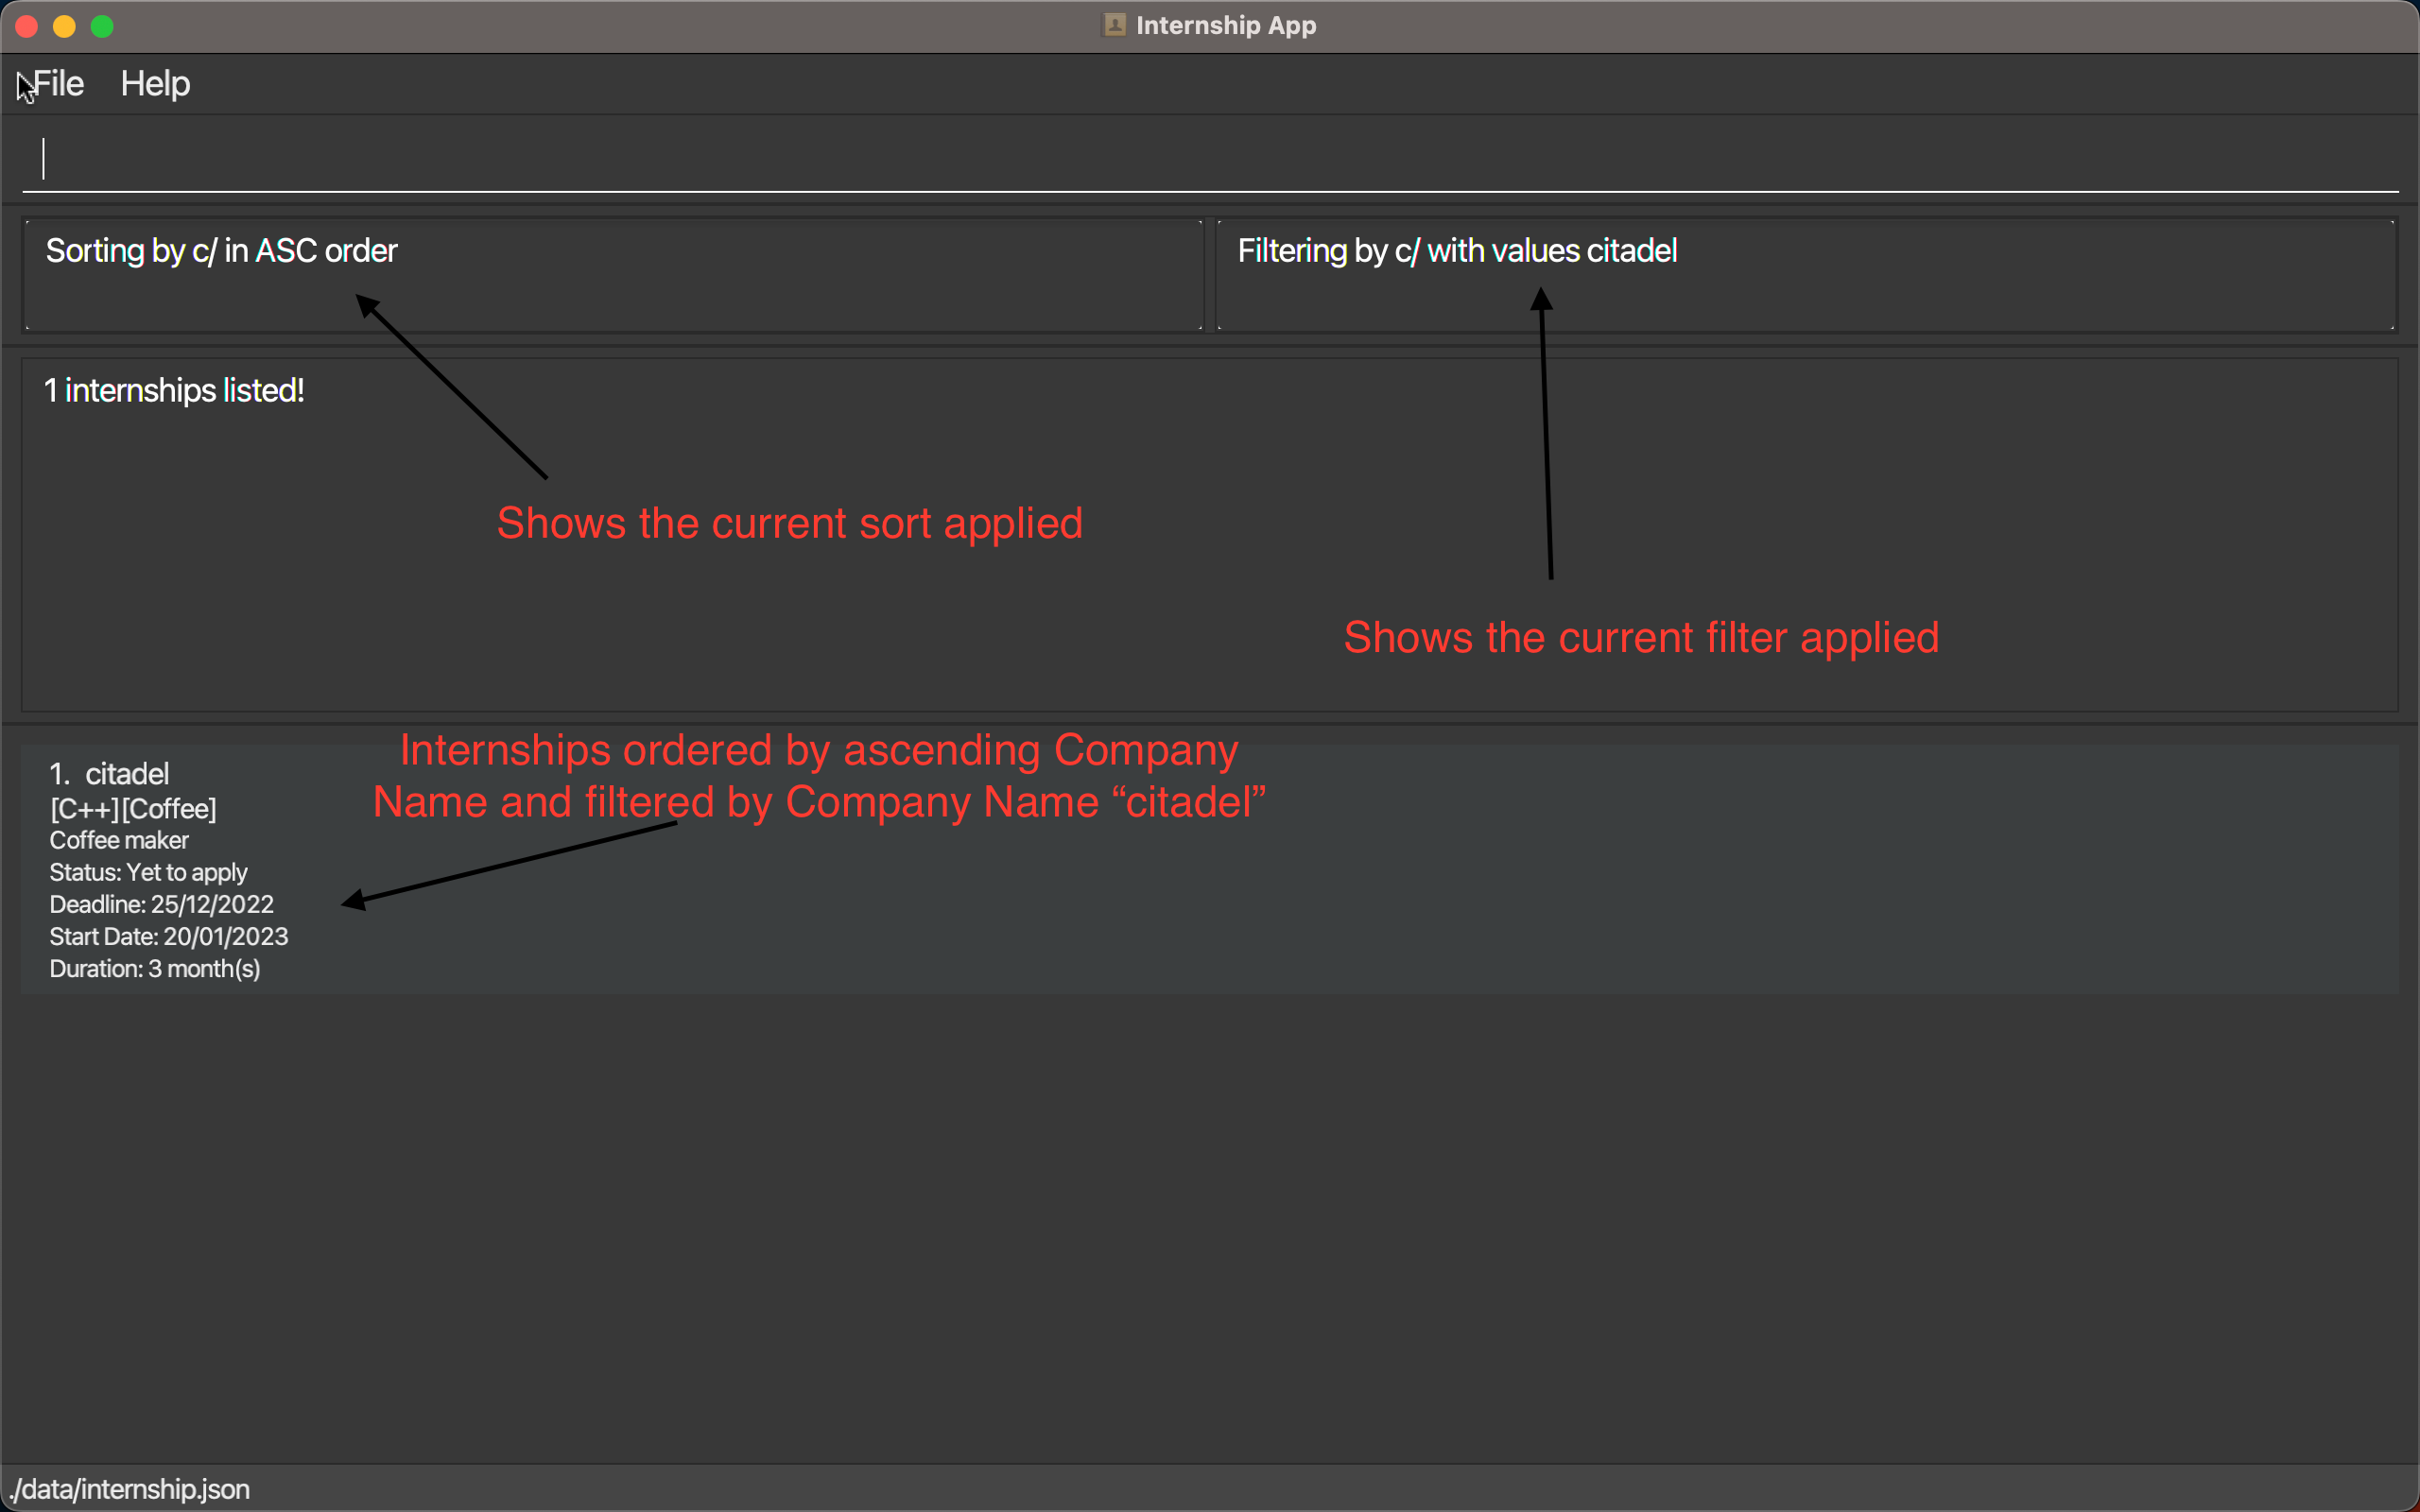 Internship App
File Help
Sorting by c/ in ASC order
Filtering by c/ with values citadel
1 internships listed!
Shows the current sort applied
Shows the current filter applied
Internships ordered by ascending Company
Name and filtered by Company Name “citadel”
1. citadel
[C++][Coffee]
Coffee maker
Status: Yet to apply
Deadline: 25/12/2022
Start Date: 20/01/2023
Duration: 3 month(s)
./data/internship.json